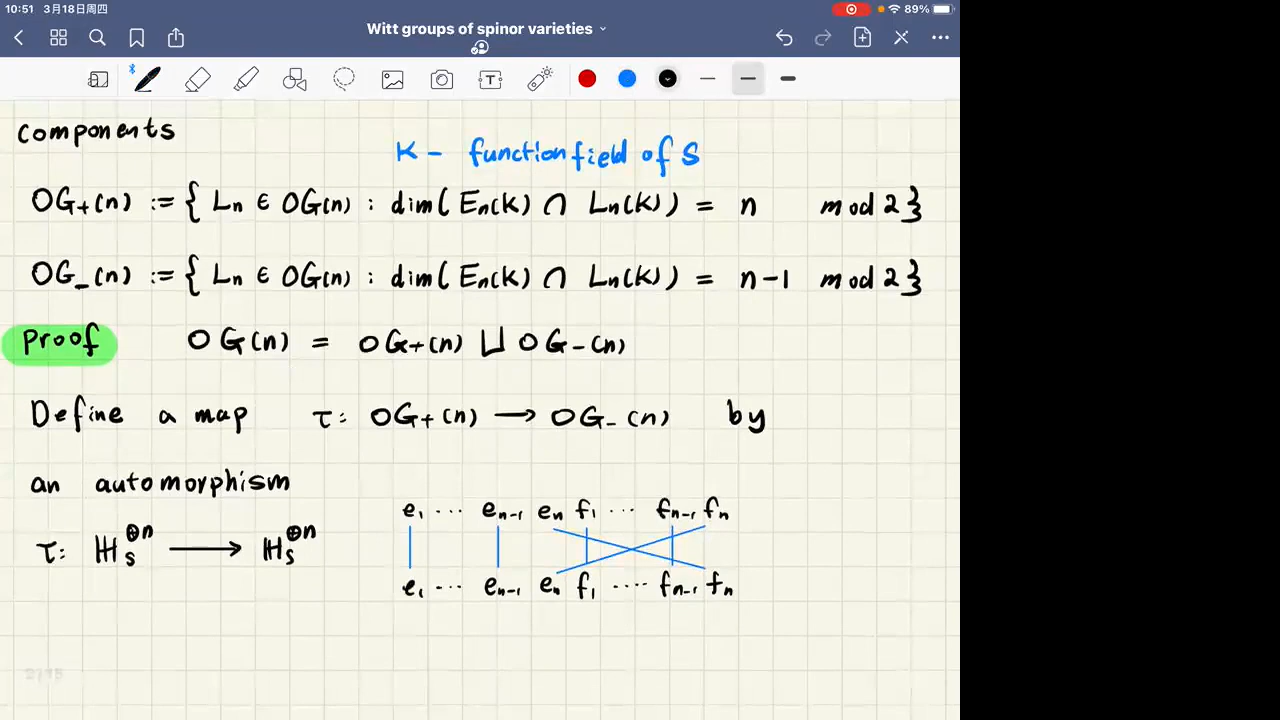 10:51 3月18日周四 89%
Witt groups of spinor varieties
components
K - function field of S
OG₊(n) := { Lₙ ∈ OG(n) : dim( Eₙ(K) ∩ Lₙ(K) ) = n mod 2 }
OG₋(n) := { Lₙ ∈ OG(n) : dim( Eₙ(K) ∩ Lₙ(K) ) = n-1 mod 2 }
Proof OG(n) = OG₊(n) ⊔ OG₋(n)
Define a map τ: OG₊(n) → OG₋(n) by
an automorphism
e₁ ... eₙ₋₁ eₙ f₁ ... fₙ₋₁ fₙ
τ: ℍ_S^{⊕n} → ℍ_S^{⊕n}
e₁ ... eₙ₋₁ eₙ f₁ .... fₙ₋₁ fₙ